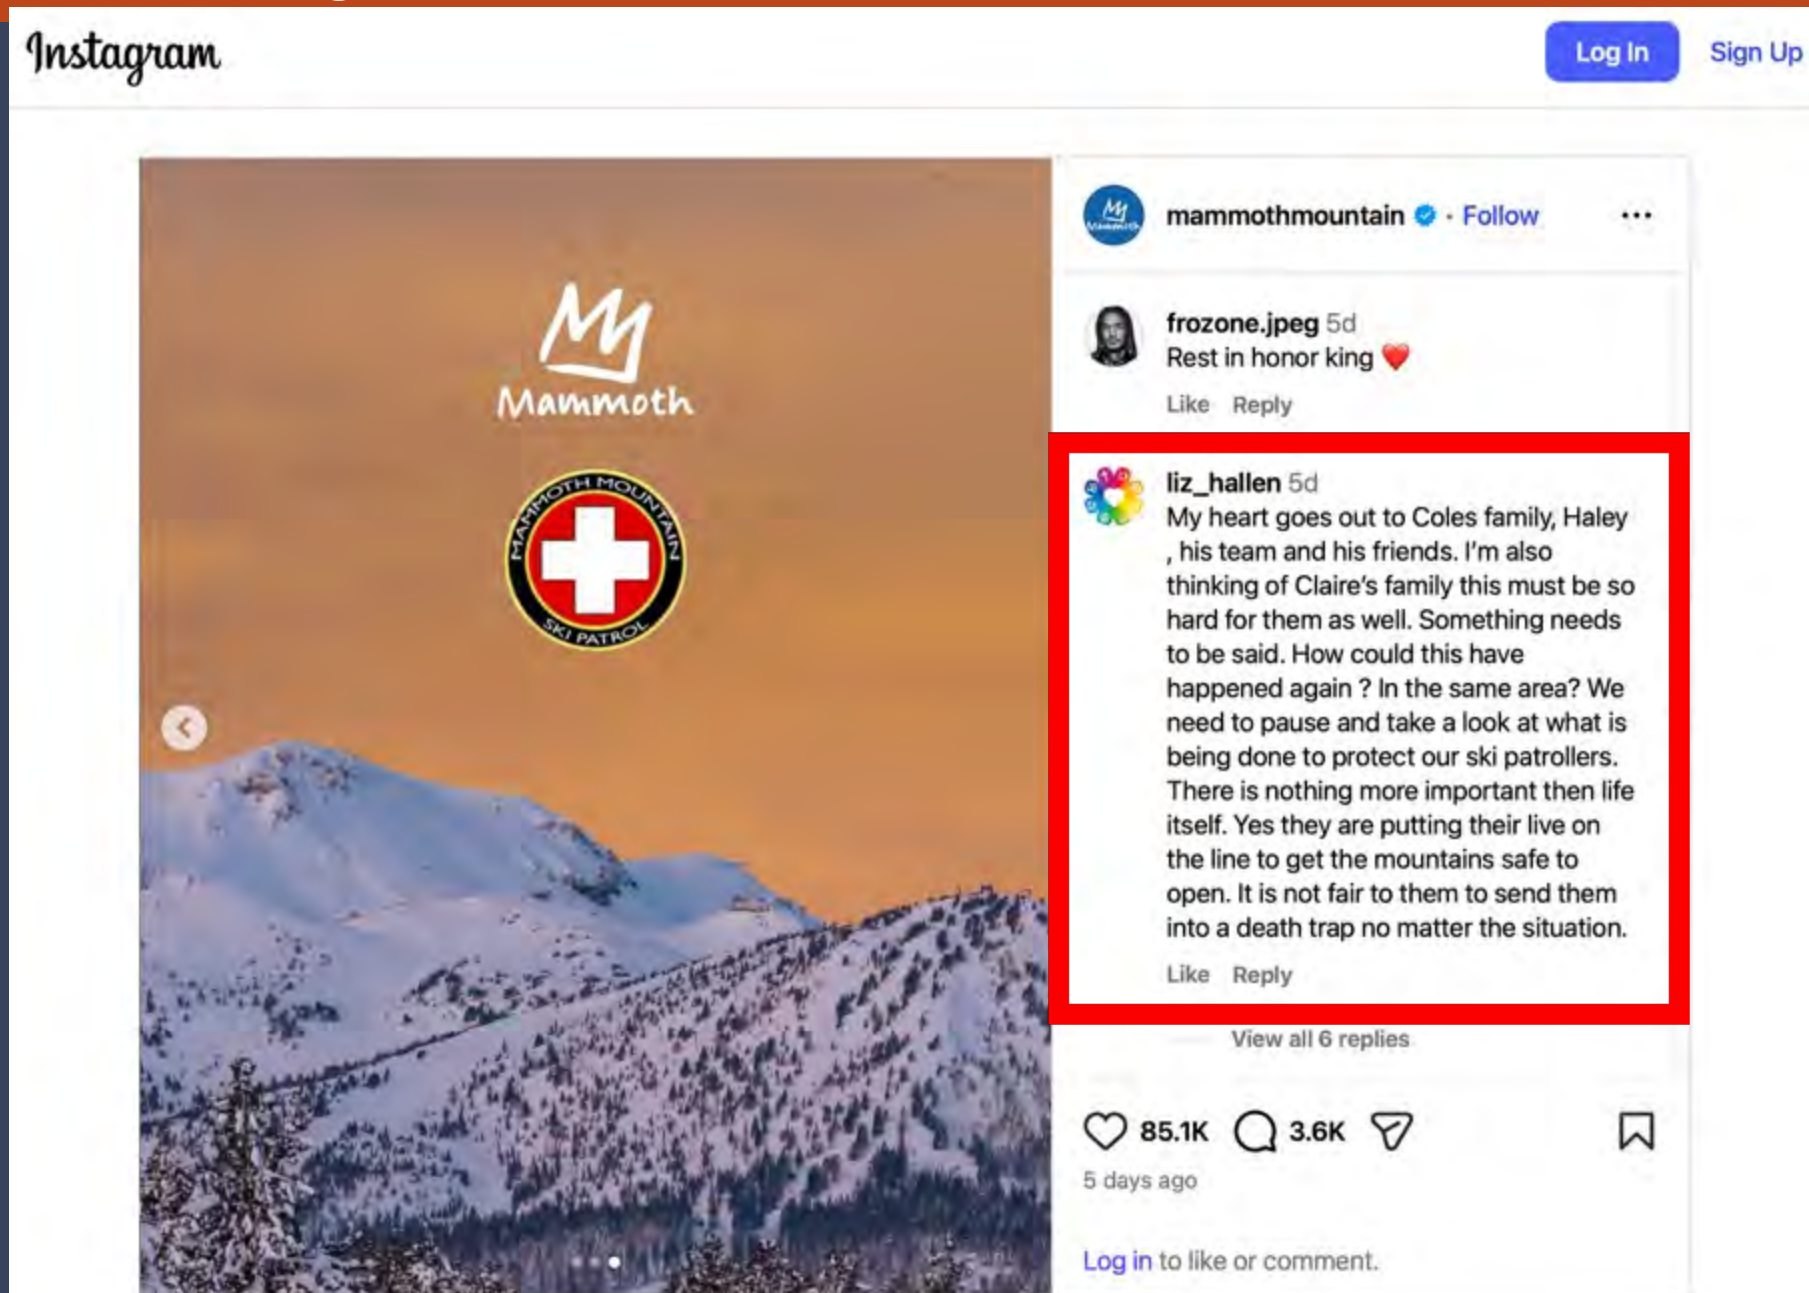 Instagram
Log In
Sign Up
Mammoth
MAMMOTH MOUNTAIN
SKI PATROL
Mammoth
mammothmountain · Follow
frozone.jpeg 5d
Rest in honor king ❤️
Like Reply
liz_hallen 5d
My heart goes out to Coles family, Haley
, his team and his friends. I'm also
thinking of Claire's family this must be so
hard for them as well. Something needs
to be said. How could this have
happened again ? In the same area? We
need to pause and take a look at what is
being done to protect our ski patrollers.
There is nothing more important then life
itself. Yes they are putting their live on
the line to get the mountains safe to
open. It is not fair to them to send them
into a death trap no matter the situation.
Like Reply
View all 6 replies
85.1K 3.6K
5 days ago
Log in to like or comment.